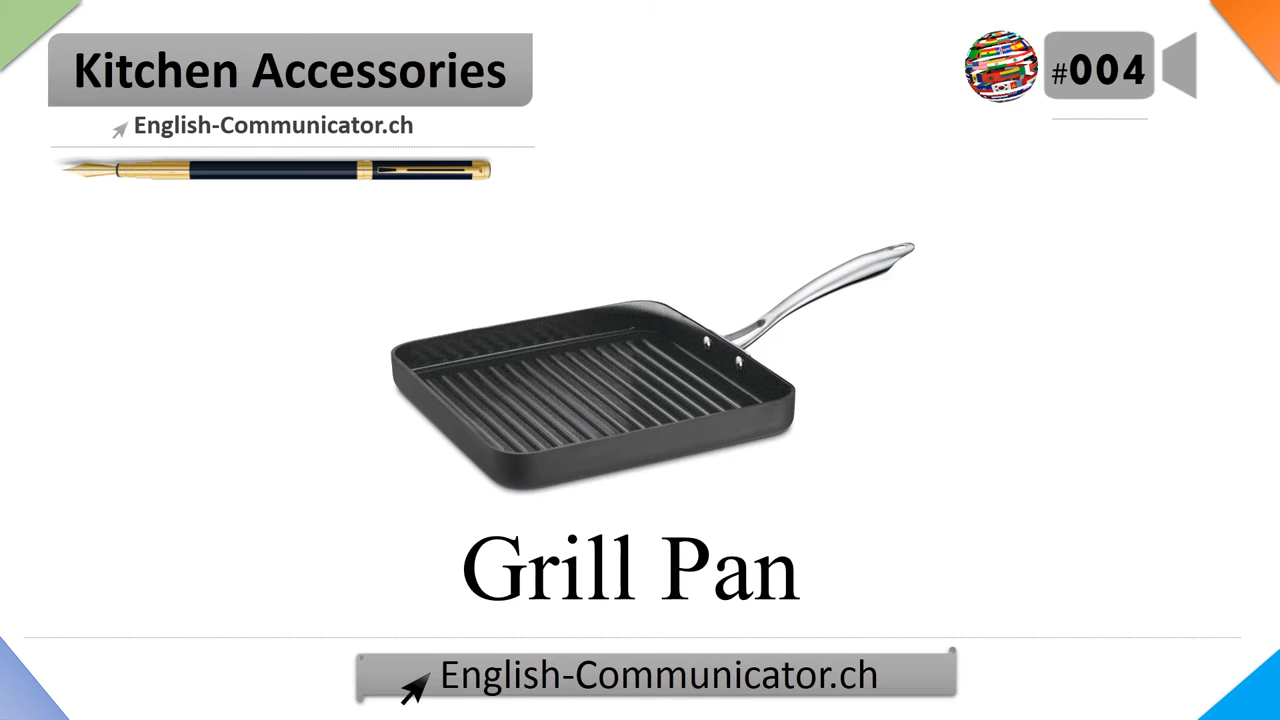 Kitchen Accessories
#004
English-Communicator.ch
Grill Pan
English-Communicator.ch